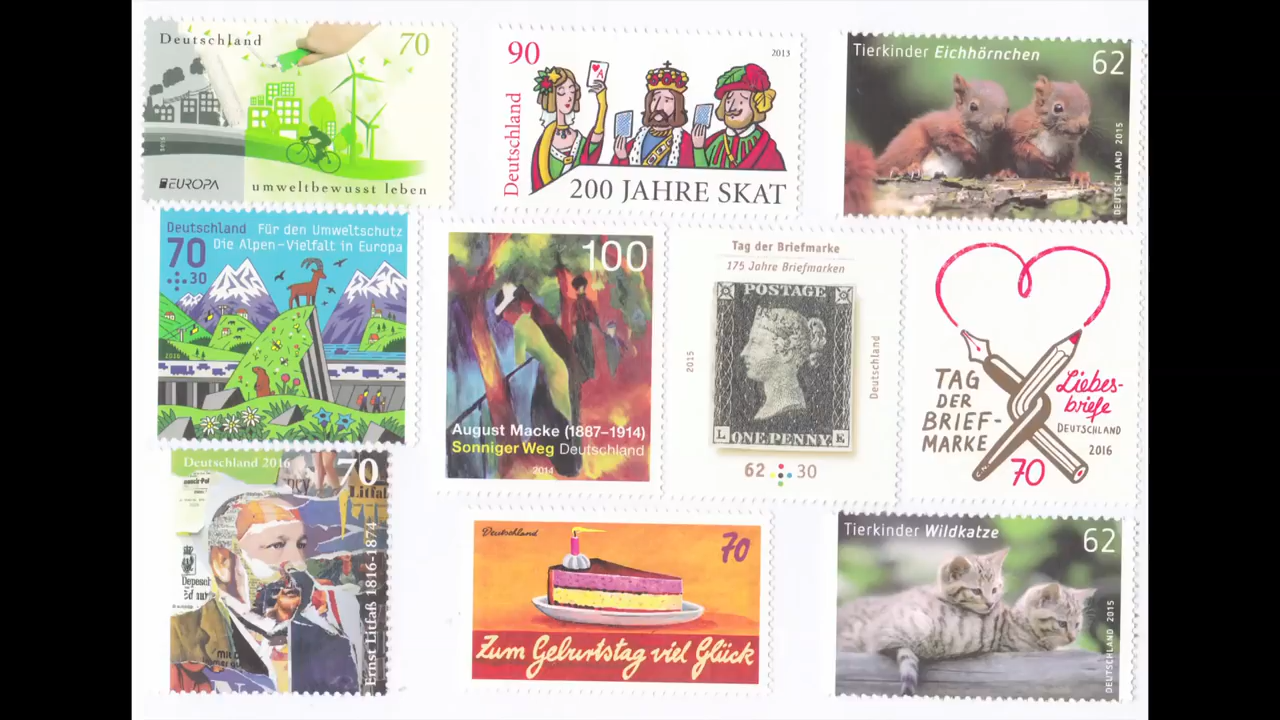 Deutschland
70
EUROPA
umweltbewusst leben
90
2013
Deutschland
A
200 JAHRE SKAT
Tierkinder Eichhörnchen
62
DEUTSCHLAND 2015
Deutschland
Für den Umweltschutz
70
Die Alpen-Vielfalt in Europa
30
2016
100
August Macke (1887–1914)
Sonniger Weg Deutschland
2014
Tag der Briefmarke
175 Jahre Briefmarken
POSTAGE
2015
Deutschland
L ONE PENNY. E
62 30
TAG
DER
BRIEF-
MARKE
Liebes-
briefe
DEUTSCHLAND
2016
70
Deutschland 2016
70
Litfaß
Depesch
Ernst Litfaß 1816-1874
Deutschland
70
Zum Geburtstag viel Glück
Tierkinder Wildkatze
62
DEUTSCHLAND 2015